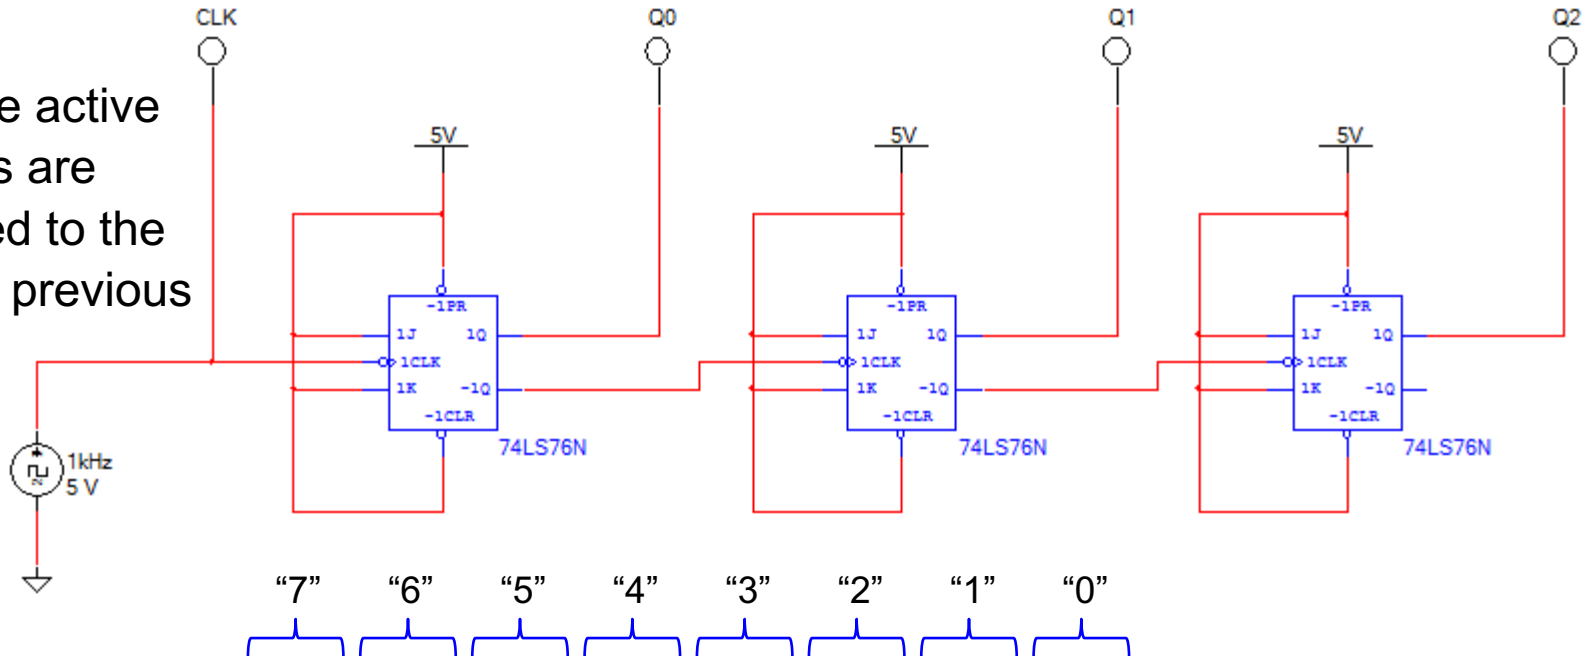 CLK
Q0
Q1
Q2
e active
s are
ed to the
previous
5V
5V
5V
-1PR
1J
1Q
1CLK
1K
-1Q
-1CLR
74LS76N
-1PR
1J
1Q
1CLK
1K
-1Q
-1CLR
74LS76N
-1PR
1J
1Q
1CLK
1K
-1Q
-1CLR
74LS76N
1kHz
5 V
“7” “6” “5” “4” “3” “2” “1” “0”